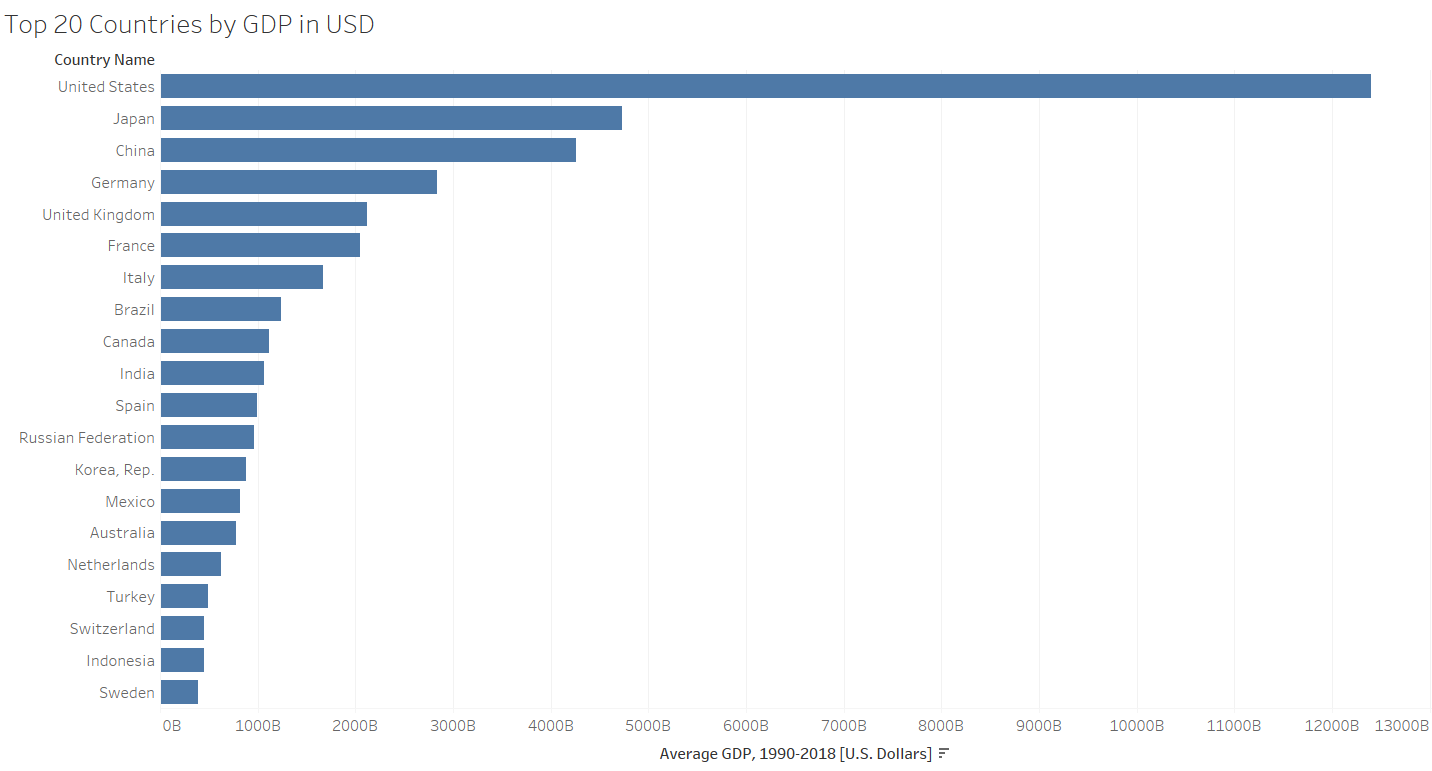 Top 20 Countries by GDP in USD
Country Name
United States
Japan
China
Germany
United Kingdom
France
Italy
Brazil
Canada
India
Spain
Russian Federation
Korea, Rep.
Mexico
Australia
Netherlands
Turkey
Switzerland
Indonesia
Sweden
0B 1000B 2000B 3000B 4000B 5000B 6000B 7000B 8000B 9000B 10000B 11000B 12000B 13000B
Average GDP, 1990-2018 [U.S. Dollars]